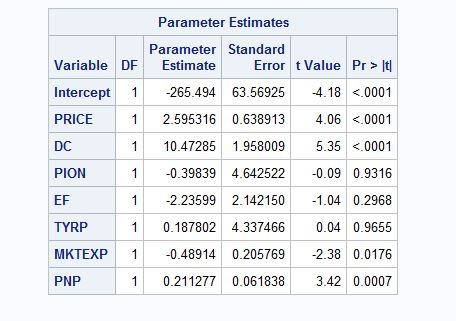 Parameter Estimates
Variable DF Parameter Estimate Standard Error t Value Pr > |t|
Intercept 1 -265.494 63.56925 -4.18 <.0001
PRICE 1 2.595316 0.638913 4.06 <.0001
DC 1 10.47285 1.958009 5.35 <.0001
PION 1 -0.39839 4.642522 -0.09 0.9316
EF 1 -2.23599 2.142150 -1.04 0.2968
TYRP 1 0.187802 4.337466 0.04 0.9655
MKTEXP 1 -0.48914 0.205769 -2.38 0.0176
PNP 1 0.211277 0.061838 3.42 0.0007